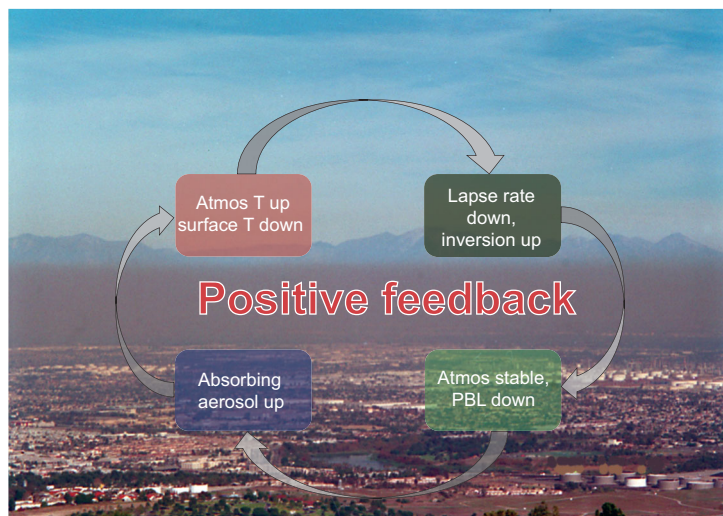 Atmos T up
surface T down
Lapse rate
down,
inversion up
Positive feedback
Absorbing
aerosol up
Atmos stable,
PBL down